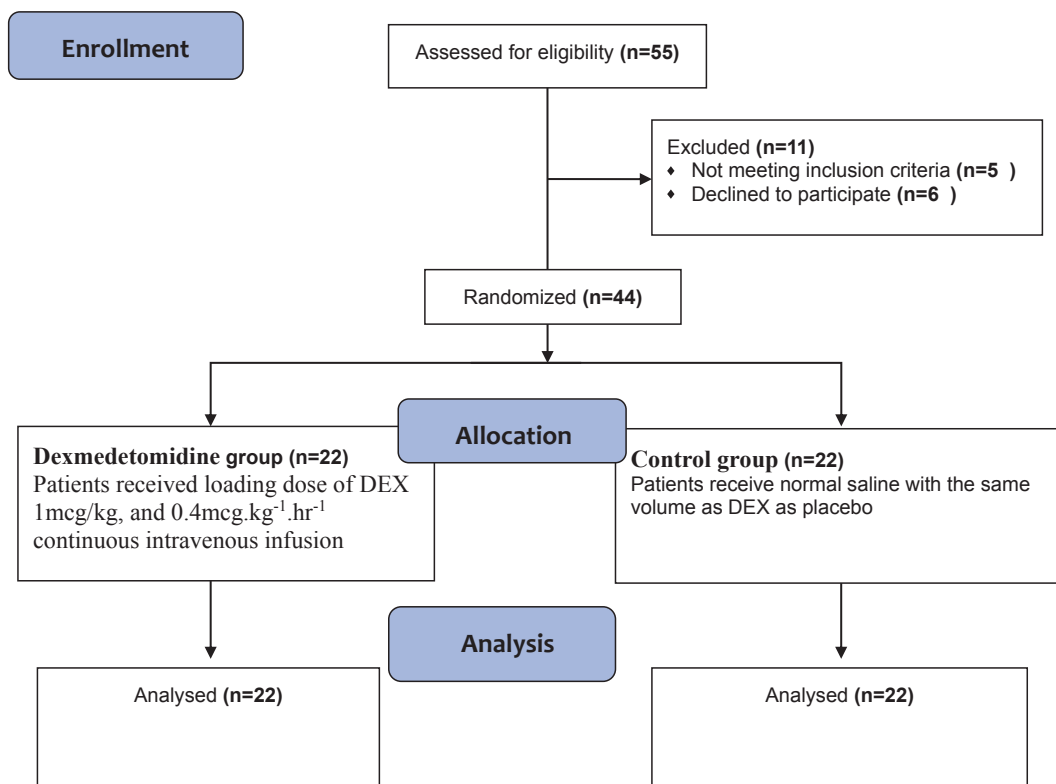 Enrollment
Assessed for eligibility (n=55)
Excluded (n=11)
♦ Not meeting inclusion criteria (n=5 )
♦ Declined to participate (n=6 )
Randomized (n=44)
Allocation
Dexmedetomidine group (n=22)
Patients received loading dose of DEX
1mcg/kg, and 0.4mcg.kg⁻¹.hr⁻¹
continuous intravenous infusion
Control group (n=22)
Patients receive normal saline with the same
volume as DEX as placebo
Analysis
Analysed (n=22)
Analysed (n=22)